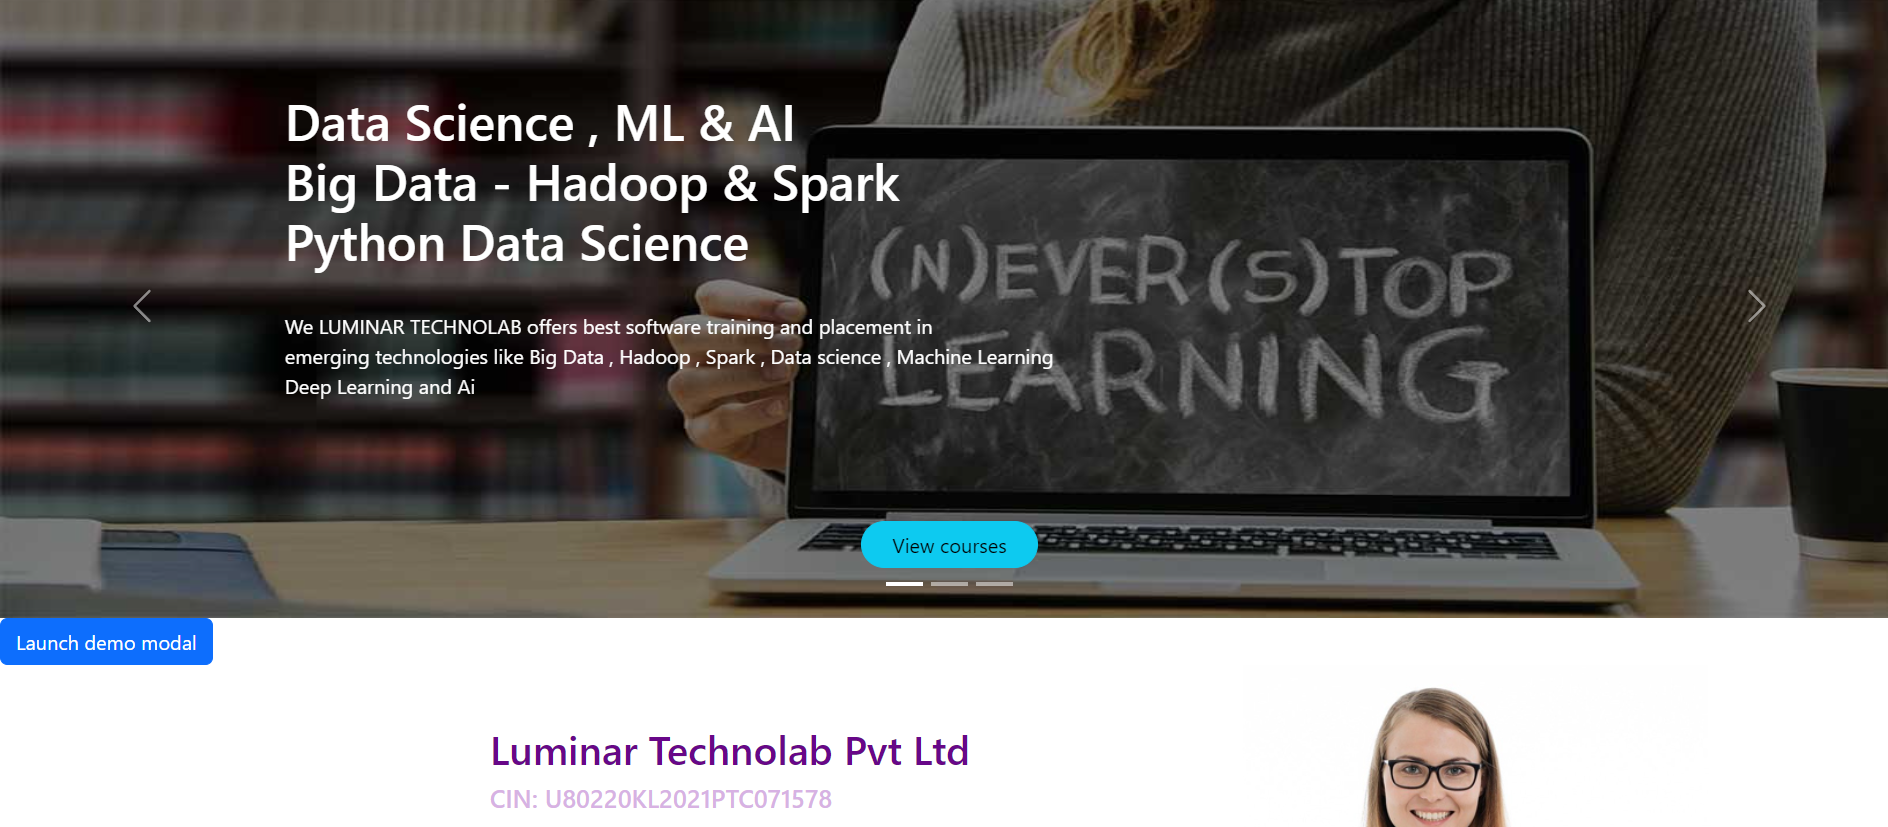 Data Science , ML & AI
Big Data - Hadoop & Spark
Python Data Science
(N)EVER (S)TOP
LEARNING
We LUMINAR TECHNOLAB offers best software training and placement in
emerging technologies like Big Data , Hadoop , Spark , Data science , Machine Learning
Deep Learning and Ai
View courses
Launch demo modal
Luminar Technolab Pvt Ltd
CIN: U80220KL2021PTC071578